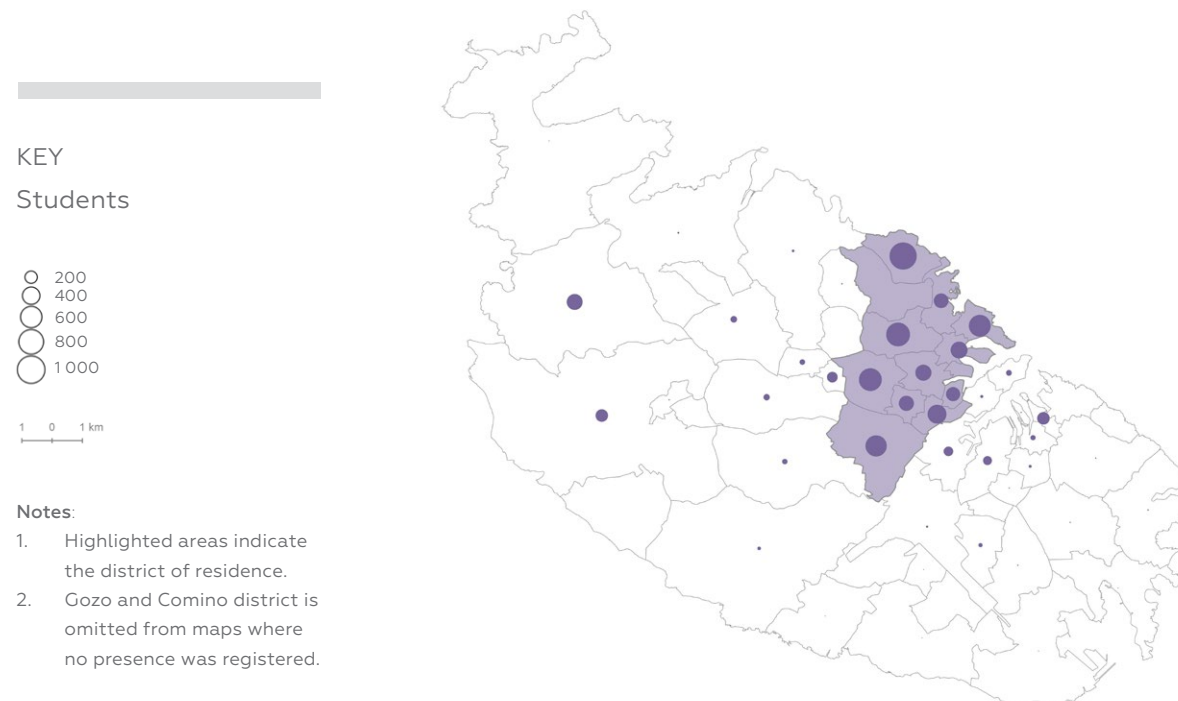 KEY
Students
200
400
600
800
1 000
1 0 1 km
Notes:
1. Highlighted areas indicate
the district of residence.
2. Gozo and Comino district is
omitted from maps where
no presence was registered.